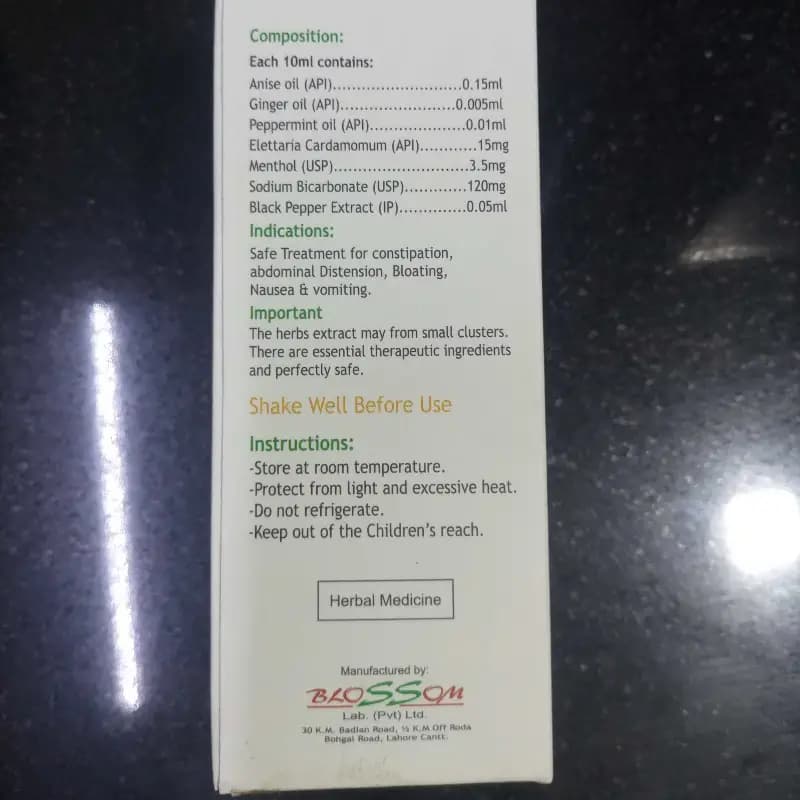 Composition:
Each 10ml contains:
Anise oil (API)..........................0.15ml
Ginger oil (API).......................0.005ml
Peppermint oil (API)...................0.01ml
Elettaria Cardamomum (API)............15mg
Menthol (USP)...........................3.5mg
Sodium Bicarbonate (USP).............120mg
Black Pepper Extract (IP)..............0.05ml
Indications:
Safe Treatment for constipation,
abdominal Distension, Bloating,
Nausea & vomiting.
Important
The herbs extract may from small clusters.
There are essential therapeutic ingredients
and perfectly safe.
Shake Well Before Use
Instructions:
-Store at room temperature.
-Protect from light and excessive heat.
-Do not refrigerate.
-Keep out of the Children's reach.
Herbal Medicine
Manufactured by:
BLOSSOM
Lab. (Pvt) Ltd.
30 K.M. Badian Road, ½ K.M Off Roda
Bohgal Road, Lahore Cantt.